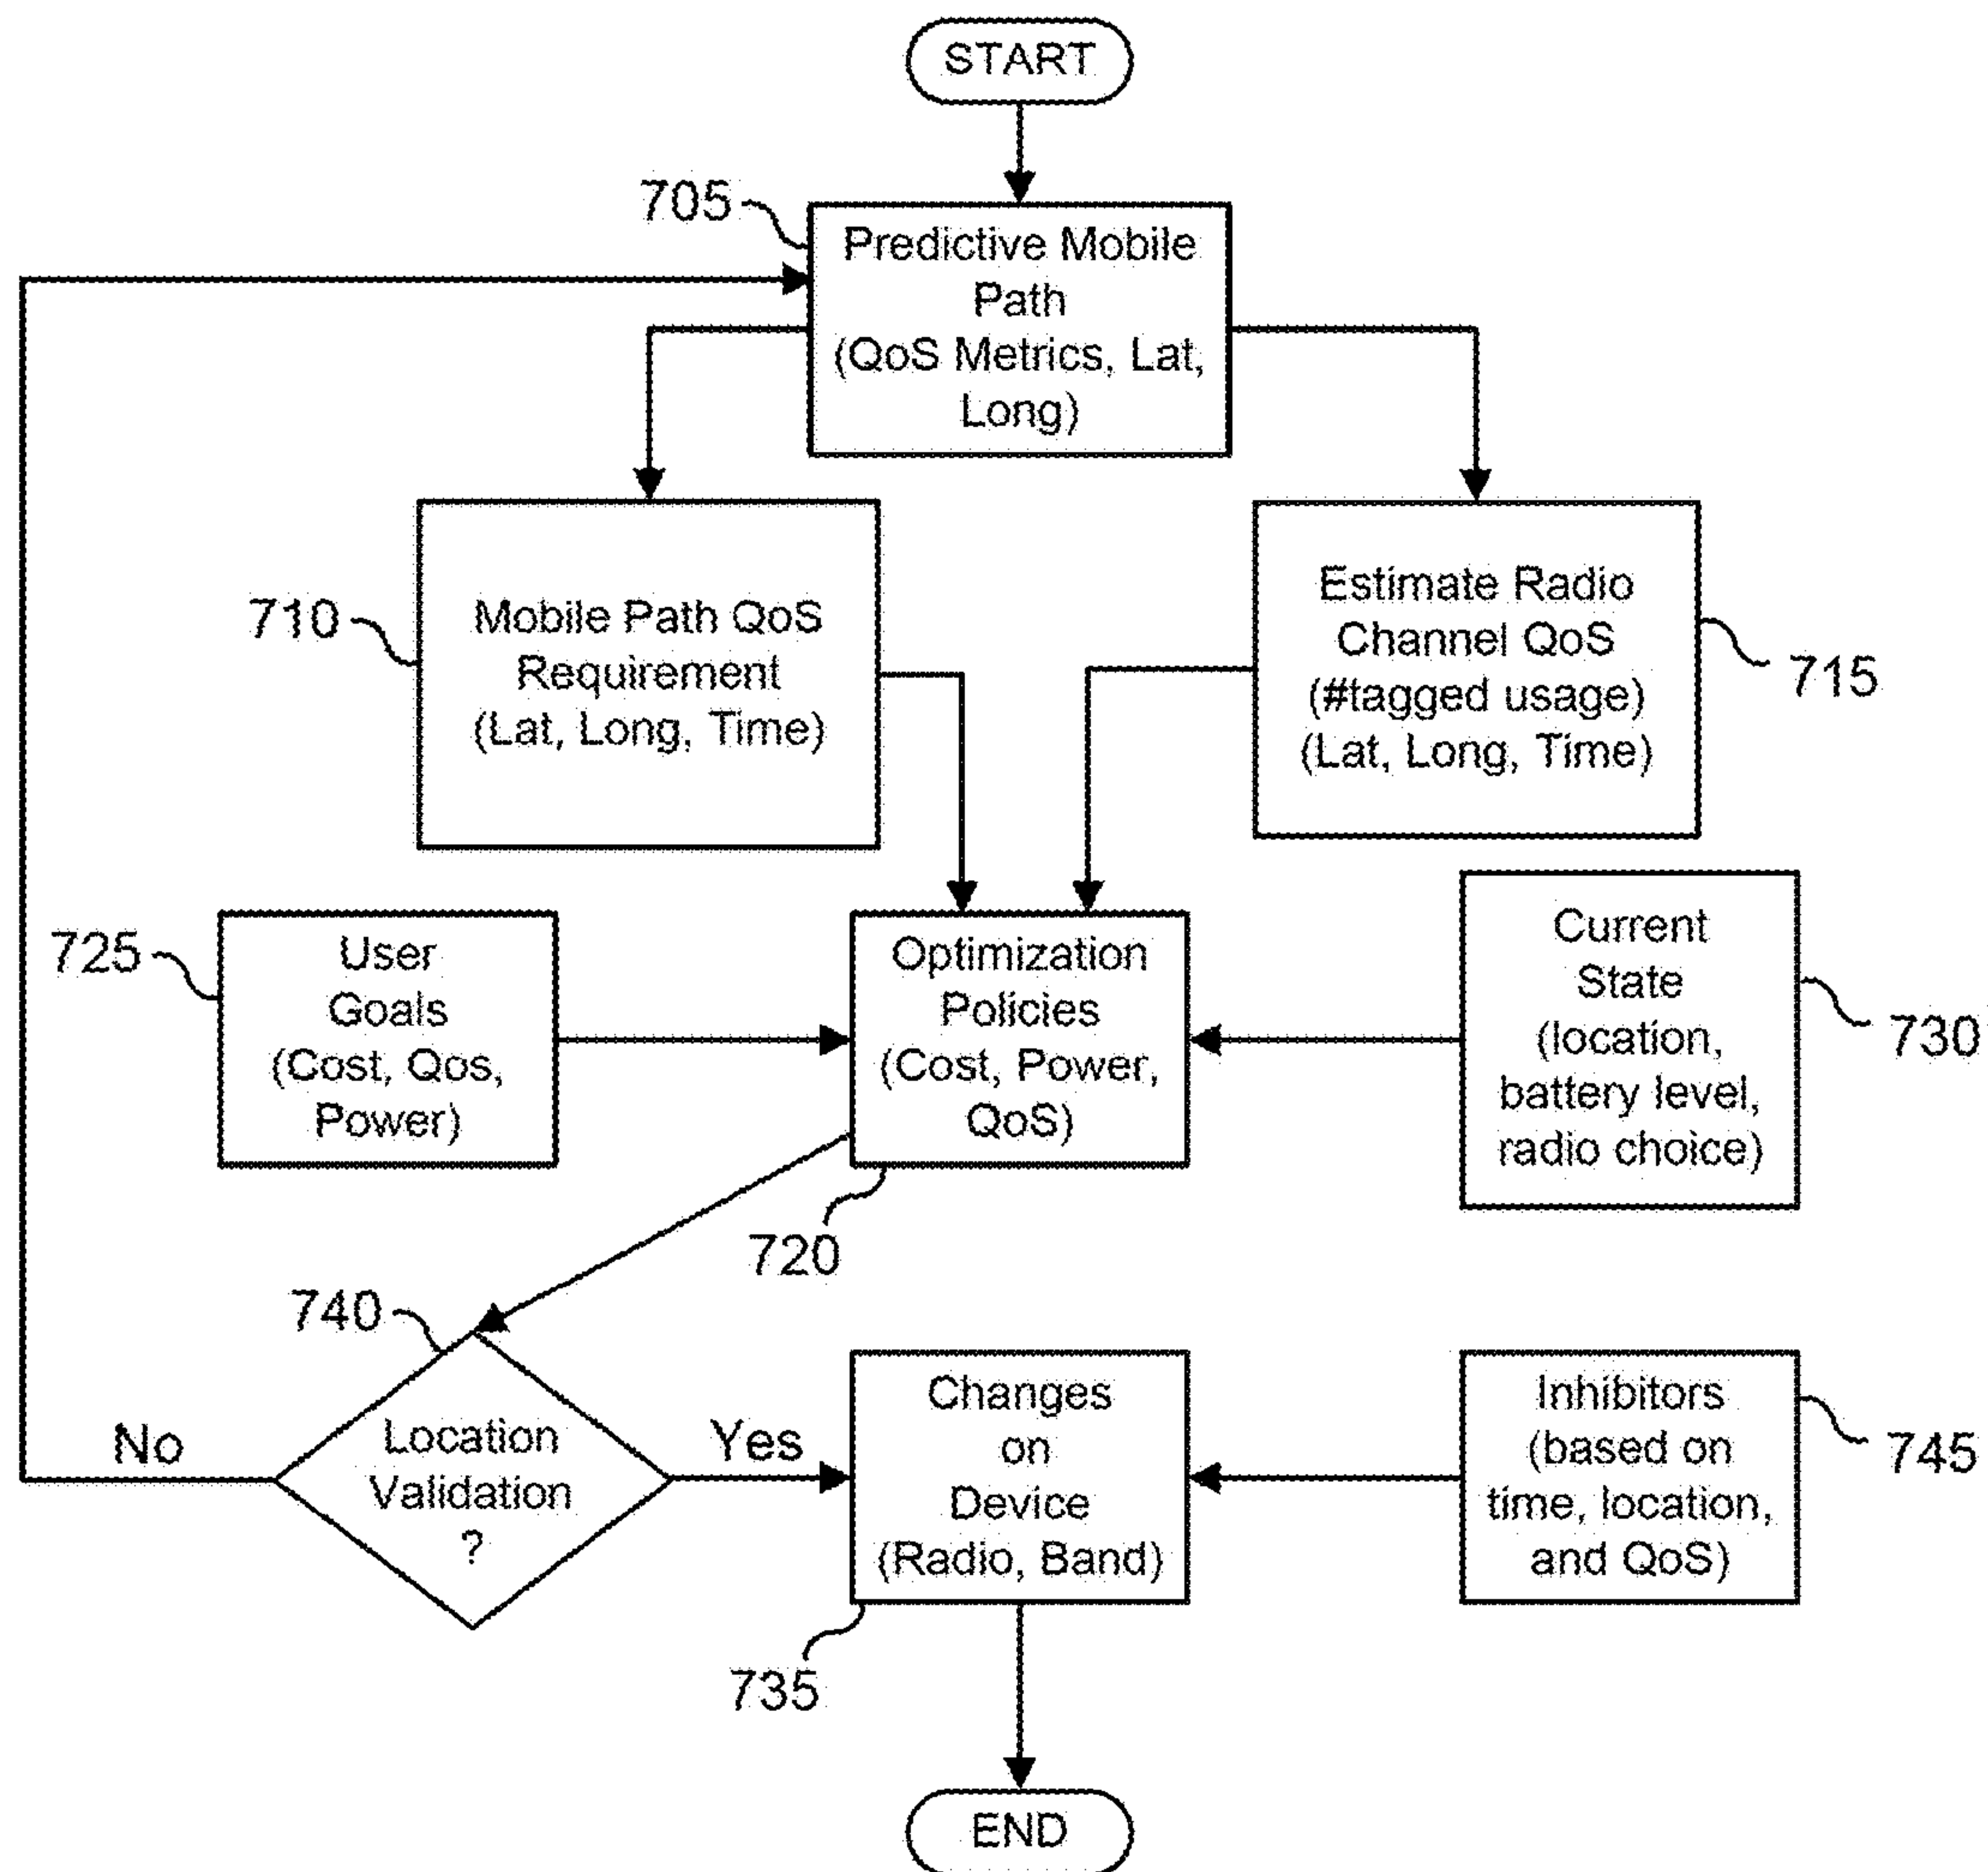 START
705
Predictive Mobile
Path
(QoS Metrics, Lat,
Long)
710
Mobile Path QoS
Requirement
(Lat, Long, Time)
Estimate Radio
Channel QoS
(#tagged usage)
(Lat, Long, Time)
715
725
User
Goals
(Cost, Qos,
Power)
Optimization
Policies
(Cost, Power,
QoS)
720
Current
State
(location,
battery level,
radio choice)
730
740
Location
Validation
?
No
Yes
Changes
on
Device
(Radio, Band)
735
Inhibitors
(based on
time, location,
and QoS)
745
END